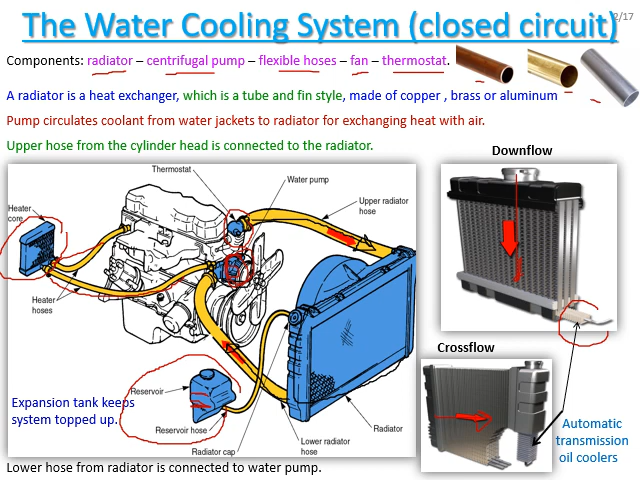 The Water Cooling System (closed circuit)
2/17
Components: radiator – centrifugal pump – flexible hoses – fan – thermostat.
A radiator is a heat exchanger, which is a tube and fin style, made of copper , brass or aluminum
Pump circulates coolant from water jackets to radiator for exchanging heat with air.
Upper hose from the cylinder head is connected to the radiator.
Downflow
Thermostat
Water pump
Upper radiator
hose
Heater
core
Heater
hoses
Crossflow
Reservoir
Expansion tank keeps
system topped up.
Reservoir hose
Radiator cap
Lower radiator
hose
Radiator
Automatic
transmission
oil coolers
Lower hose from radiator is connected to water pump.